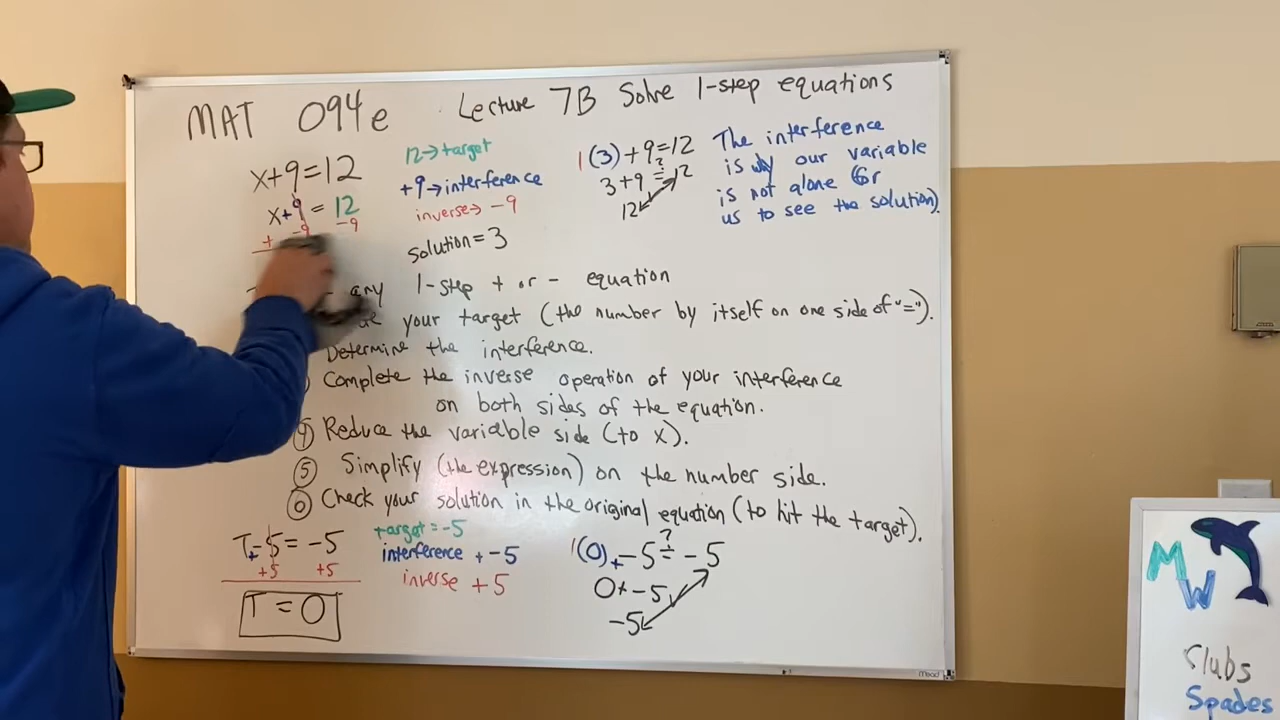 MAT 094e Lecture 7B Solve 1-step equations
x+9=12
x+9 = 12
+ -9 -9
12→target
+9→interference
inverse→ -9
solution=3
1(3)+9=12
3+9 ?= 12
12
The interference
is why our variable
is not alone (for
us to see the solution).
any 1-step + or - equation
your target (the number by itself on one side of "=").
Determine the interference.
Complete the inverse operation of your interference
on both sides of the equation.
④ Reduce the variable side (to x).
⑤ Simplify (the expression) on the number side.
⑥ Check your solution in the original equation (to hit the target).
T-5 = -5
+
+5 +5
T = 0
target = -5
interference + -5
inverse +5
1(0)+-5 ?= -5
0+-5
-5
MW
Clubs
Spades
Mead